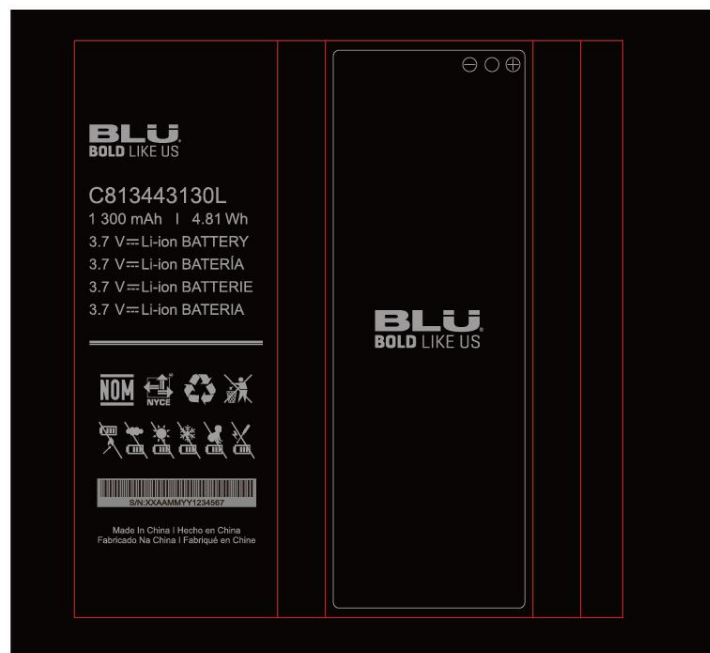 BLU
BOLD LIKE US
C813443130L
1 300 mAh I 4.81 Wh
3.7 V⎓Li-ion BATTERY
3.7 V⎓Li-ion BATERÍA
3.7 V⎓Li-ion BATTERIE
3.7 V⎓Li-ion BATERIA
NOM
NYCE
S/N:XXAAMMYY1234567
Made In China I Hecho en China
Fabricado Na China I Fabriqué en Chine
BLU
BOLD LIKE US